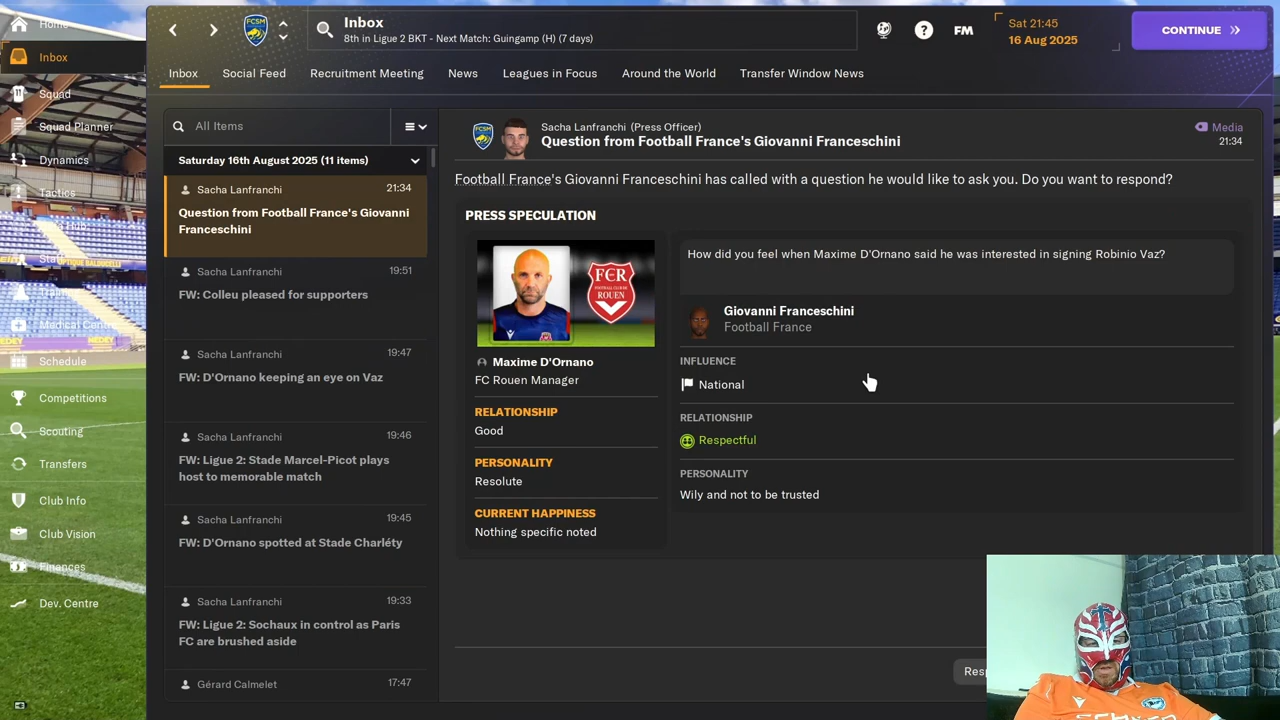 Home
Inbox
Squad
Squad Planner
Dynamics
Tactics
Medical Centre
Schedule
Competitions
Scouting
Transfers
Club Info
Club Vision
Finances
Dev. Centre
FCSM
Inbox
8th in Ligue 2 BKT - Next Match: Guingamp (H) (7 days)
?
FM
Sat 21:45
16 Aug 2025
CONTINUE
Inbox
Social Feed
Recruitment Meeting
News
Leagues in Focus
Around the World
Transfer Window News
All Items
Saturday 16th August 2025 (11 items)
Sacha Lanfranchi
21:34
Question from Football France's Giovanni
Franceschini
Sacha Lanfranchi
19:51
FW: Colleu pleased for supporters
Sacha Lanfranchi
19:47
FW: D'Ornano keeping an eye on Vaz
Sacha Lanfranchi
19:46
FW: Ligue 2: Stade Marcel-Picot plays
host to memorable match
Sacha Lanfranchi
19:45
FW: D'Ornano spotted at Stade Charléty
Sacha Lanfranchi
19:33
FW: Ligue 2: Sochaux in control as Paris
FC are brushed aside
Gérard Calmelet
17:47
FCSM
Sacha Lanfranchi (Press Officer)
Question from Football France's Giovanni Franceschini
Media
21:34
Football France's Giovanni Franceschini has called with a question he would like to ask you. Do you want to respond?
PRESS SPECULATION
FCR
ROUEN
Maxime D'Ornano
FC Rouen Manager
RELATIONSHIP
Good
PERSONALITY
Resolute
CURRENT HAPPINESS
Nothing specific noted
How did you feel when Maxime D'Ornano said he was interested in signing Robinio Vaz?
Giovanni Franceschini
Football France
INFLUENCE
National
RELATIONSHIP
Respectful
PERSONALITY
Wily and not to be trusted